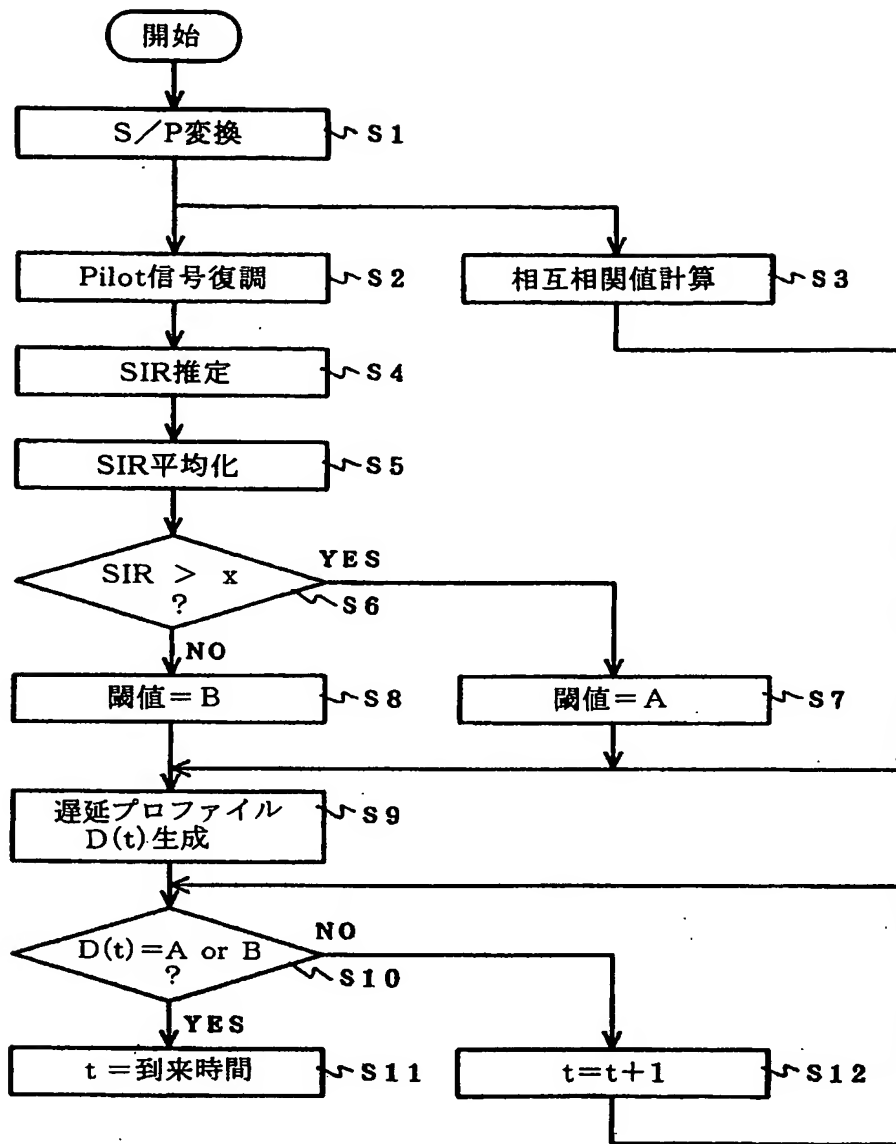 開始
S／P変換 S1
Pilot信号復調 S2
相互相関値計算 S3
SIR推定 S4
SIR平均化 S5
SIR > x
?
S6
YES
NO
閾値＝B S8
閾値＝A S7
遅延プロファイル
D(t)生成
S9
D(t)＝A or B
?
S10
NO
YES
t＝到来時間 S11
t＝t+1 S12